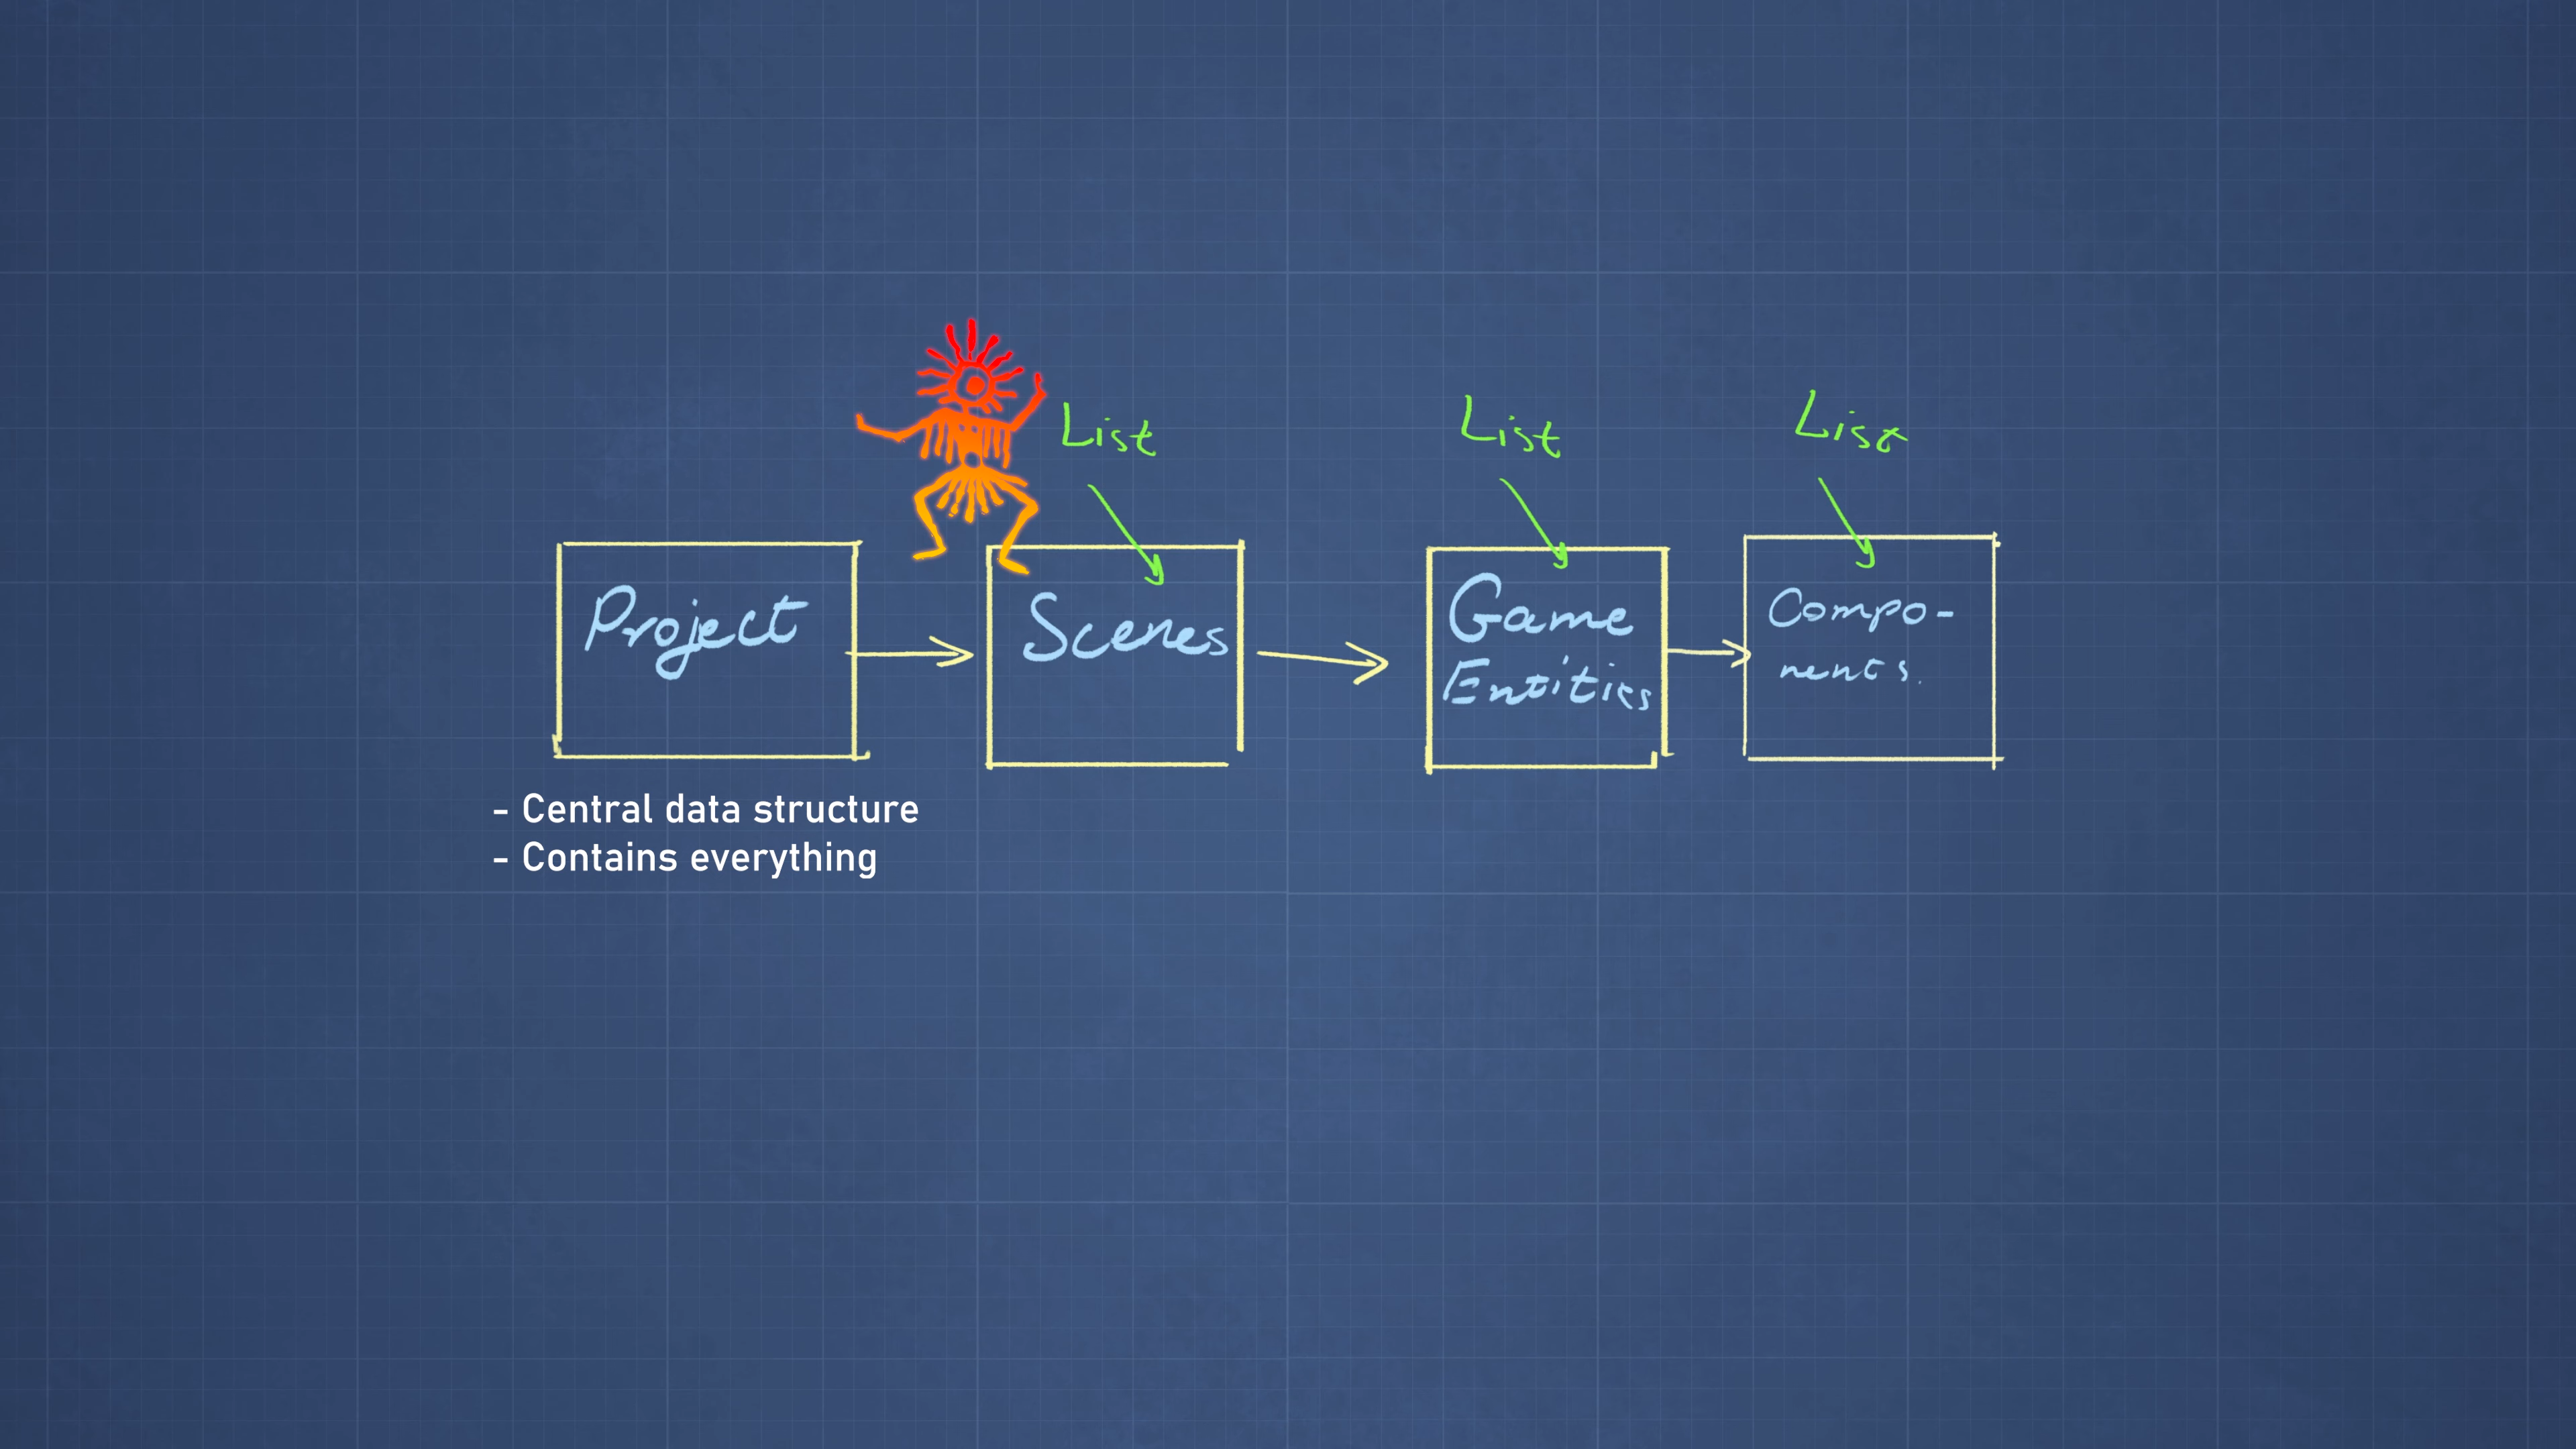 List
List
List
Project
Scenes
Game
Entities
Compo-
nents.
- Central data structure
- Contains everything